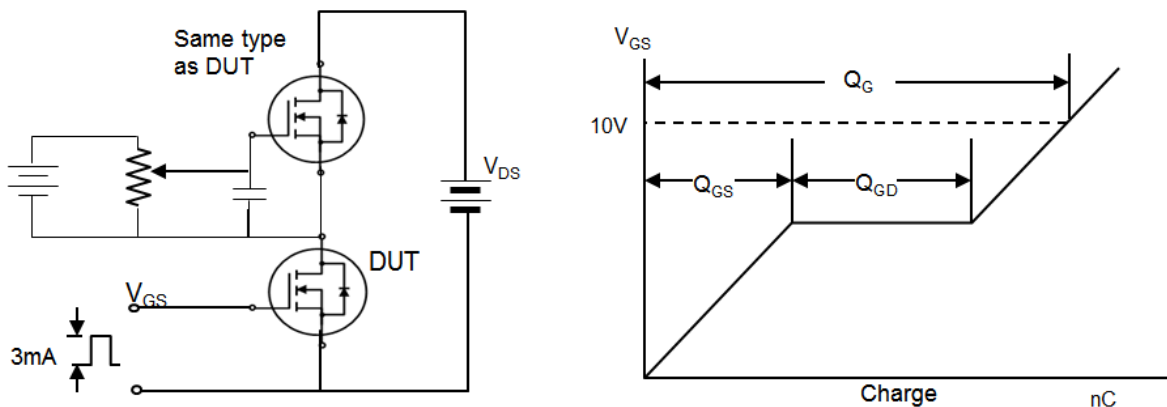 Same type
as DUT
V_DS
DUT
V_GS
3mA
V_GS
Q_G
10V
Q_GS
Q_GD
Charge
nC